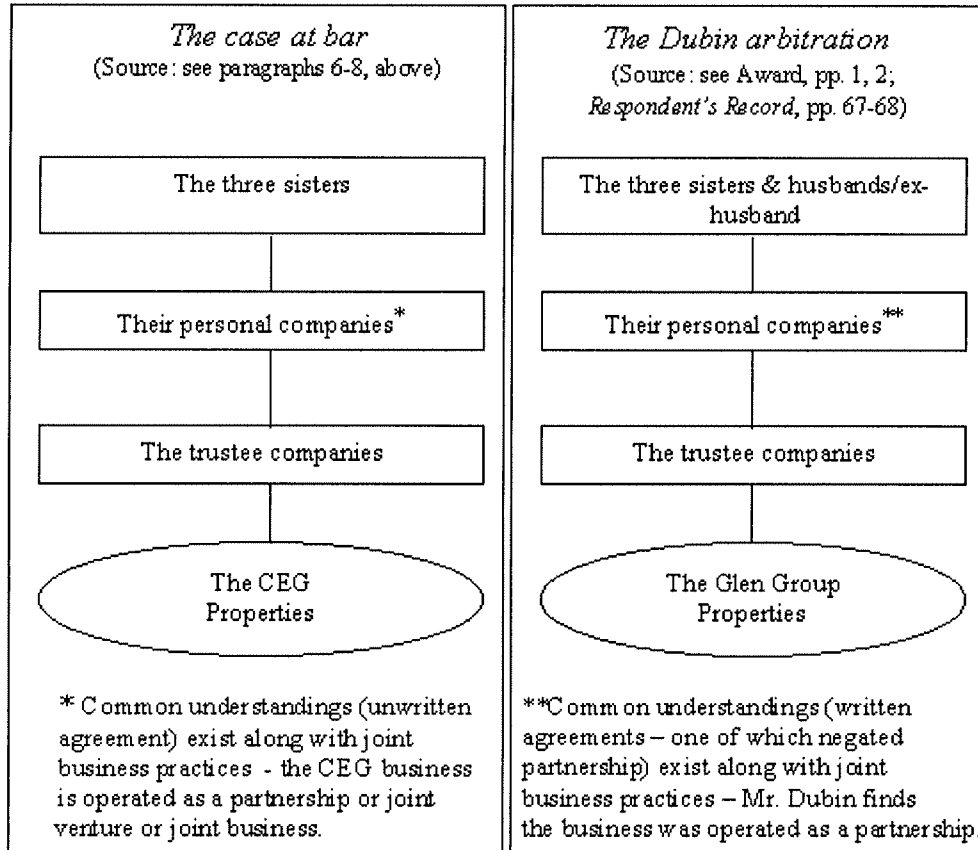 The case at bar
(Source: see paragraphs 6-8, above)
The three sisters
Their personal companies*
The trustee companies
The CEG
Properties
* Common understandings (unwritten
agreement) exist along with joint
business practices - the CEG business
is operated as a partnership or joint
venture or joint business.
The Dubin arbitration
(Source: see Award, pp. 1, 2;
Respondent's Record, pp. 67-68)
The three sisters & husbands/ex-
husband
Their personal companies**
The trustee companies
The Glen Group
Properties
**Common understandings (written
agreements – one of which negated
partnership) exist along with joint
business practices – Mr. Dubin finds
the business was operated as a partnership.